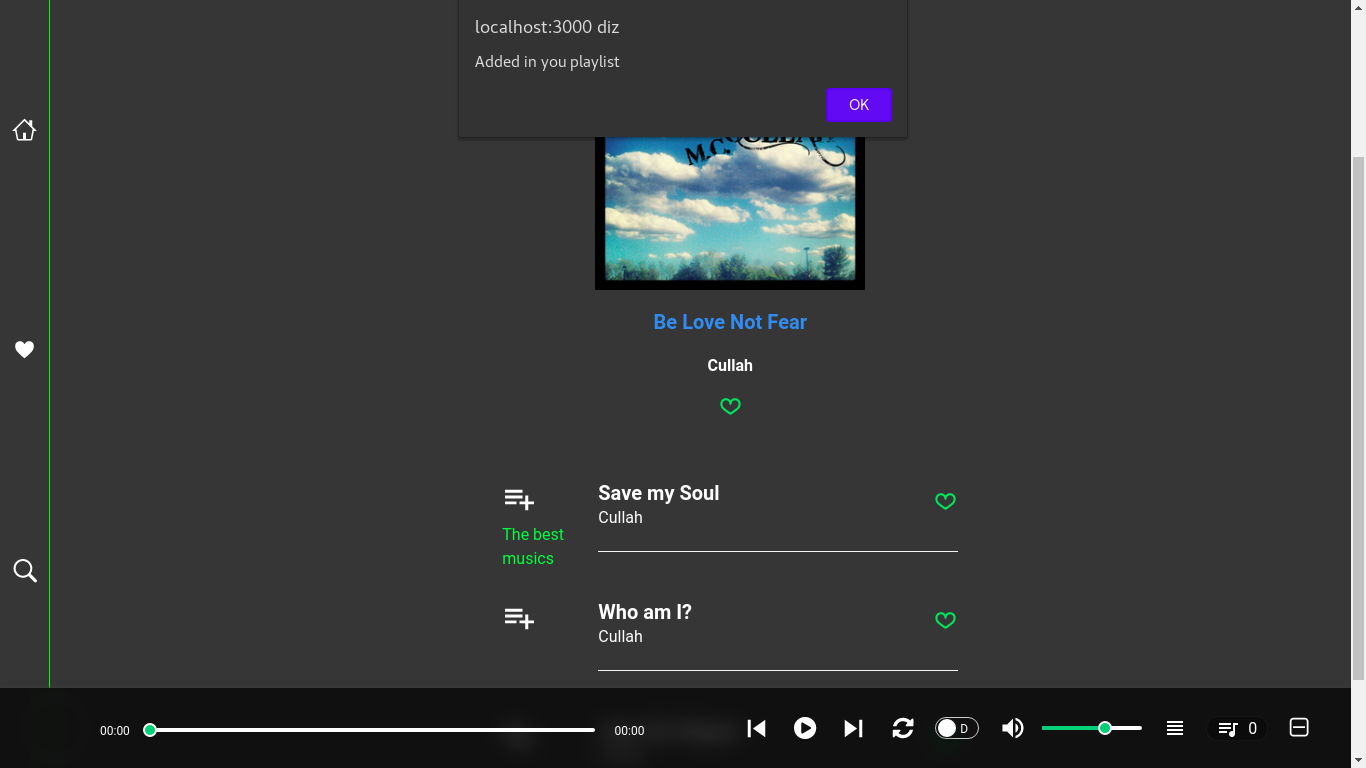 localhost:3000 diz
Added in you playlist
OK
M.C.
Be Love Not Fear
Cullah
Save my Soul
Cullah
The best
musics
Who am I?
Cullah
00:00
00:00
D
0